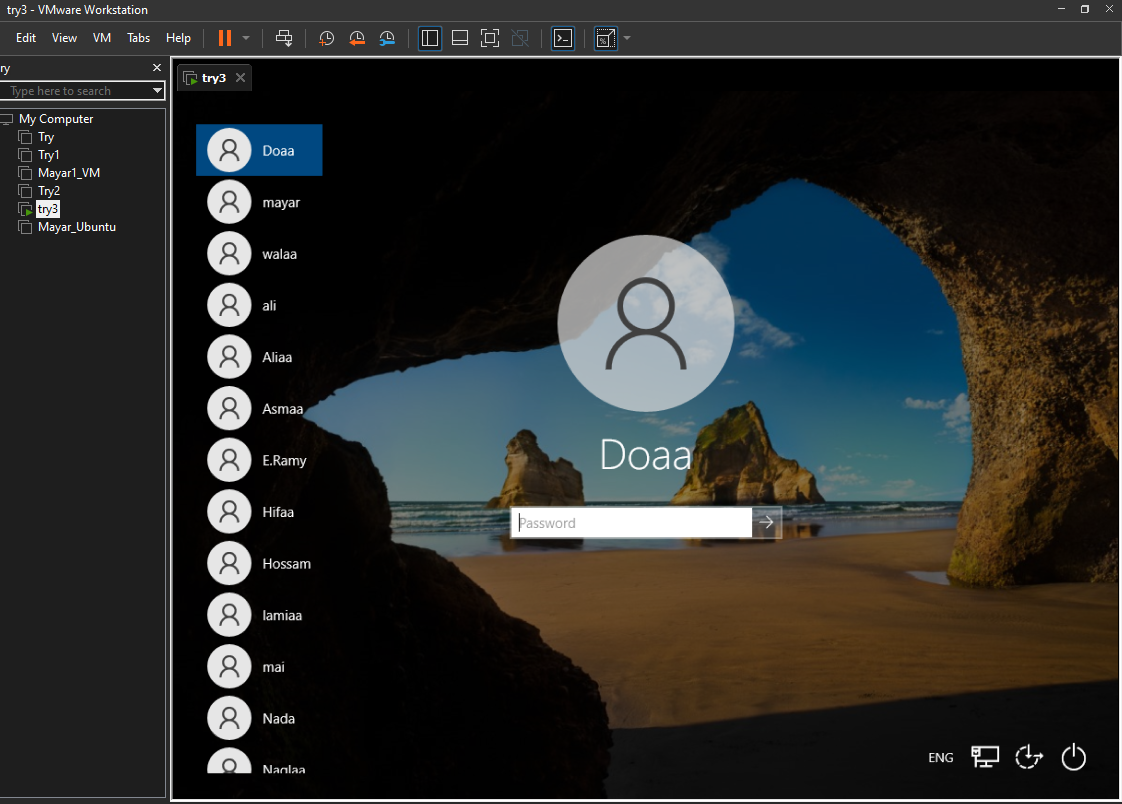 try3 - VMware Workstation
Edit View VM Tabs Help
ry
Type here to search
My Computer
Try
Try1
Mayar1_VM
Try2
try3
Mayar_Ubuntu
try3
Doaa
mayar
walaa
ali
Aliaa
Asmaa
E.Ramy
Hifaa
Hossam
lamiaa
mai
Nada
Naglaa
Doaa
Password
ENG